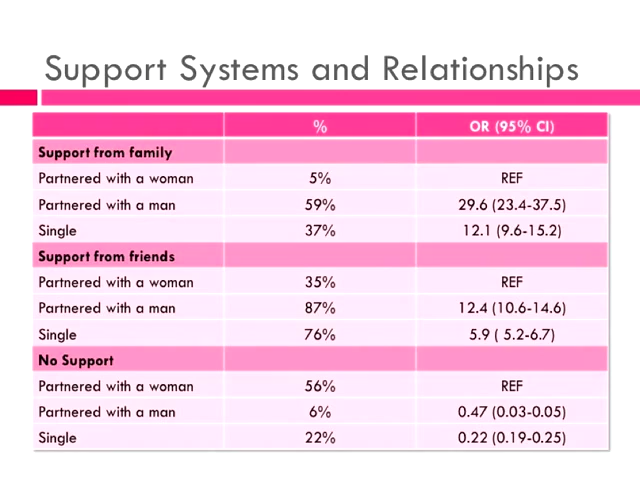 Support Systems and Relationships
% OR (95% CI)
Support from family
Partnered with a woman 5% REF
Partnered with a man 59% 29.6 (23.4-37.5)
Single 37% 12.1 (9.6-15.2)
Support from friends
Partnered with a woman 35% REF
Partnered with a man 87% 12.4 (10.6-14.6)
Single 76% 5.9 ( 5.2-6.7)
No Support
Partnered with a woman 56% REF
Partnered with a man 6% 0.47 (0.03-0.05)
Single 22% 0.22 (0.19-0.25)